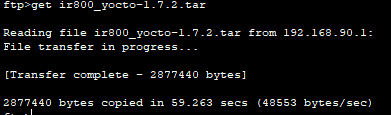 ftp>get ir800_yocto-1.7.2.tar
Reading file ir800_yocto-1.7.2.tar from 192.168.90.1:
File transfer in progress...
[Transfer complete - 2877440 bytes]
2877440 bytes copied in 59.263 secs (48553 bytes/sec)